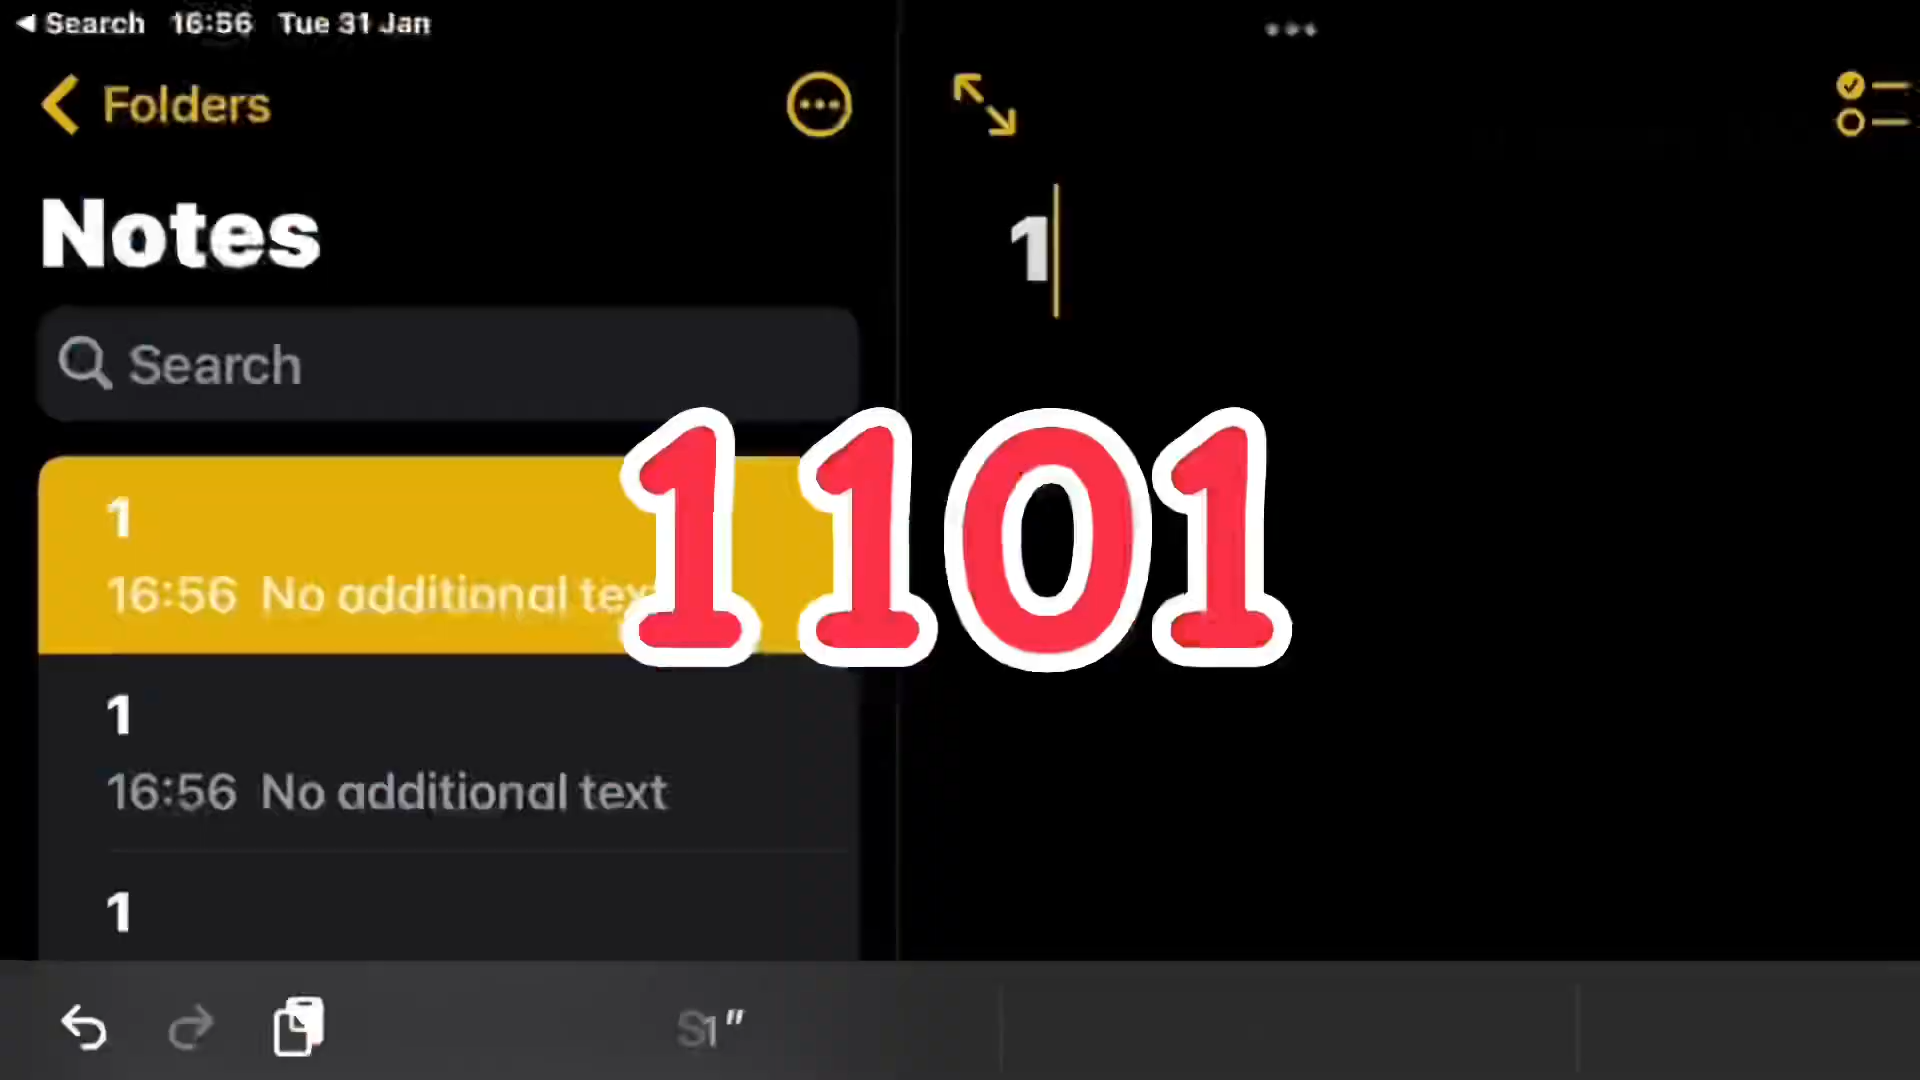 Search 16:56 Tue 31 Jan
Folders
Notes
Search
1
16:56 No additional tex
1
16:56 No additional text
1
1
1101